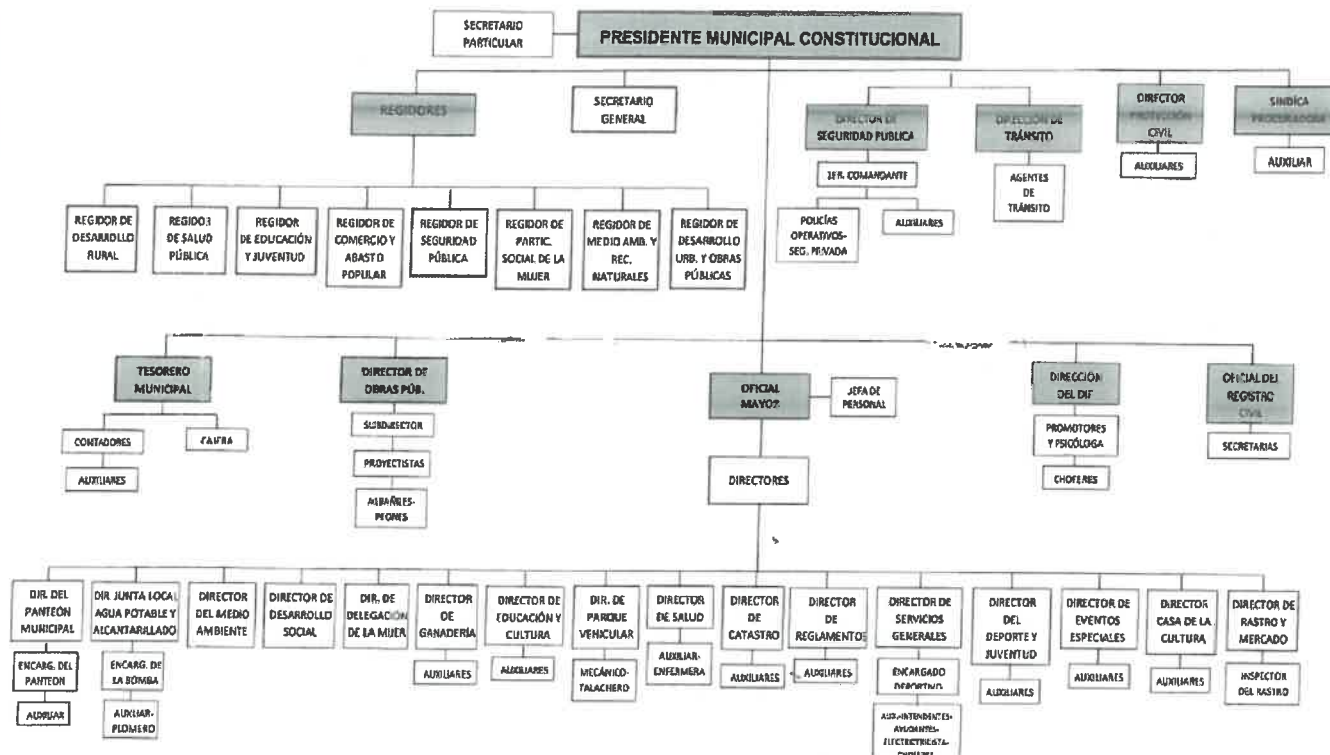 SECRETARIO
PARTICULAR
PRESIDENTE MUNICIPAL CONSTITUCIONAL
REGIDORES
SECRETARIO
GENERAL
DIRECTOR DE
SEGURIDAD PUBLICA
DIRECCIÓN DE
TRÁNSITO
DIRECTOR
PROTECCIÓN
CIVIL
SINDÍCA
PROCURADORA
1ER. COMANDANTE
AGENTES
DE
TRÁNSITO
AUXILIARES
AUXILIAR
POLICÍAS
OPERATIVOS-
SEG. PRIVADA
AUXILIARES
REGIDOR DE
DESARROLLO
RURAL
REGIDOR
DE SALUD
PÚBLICA
REGIDOR
DE EDUCACIÓN
Y JUVENTUD
REGIDOR DE
COMERCIO Y
ABASTO
POPULAR
REGIDOR DE
SEGURIDAD
PÚBLICA
REGIDOR DE
PARTIC.
SOCIAL DE LA
MUJER
REGIDOR DE
MEDIO AMB. Y
REC.
NATURALES
REGIDOR DE
DESARROLLO
URB. Y OBRAS
PÚBLICAS
TESORERO
MUNICIPAL
DIRECTOR DE
OBRAS PÚB.
OFICIAL
MAYOR
JEFA DE
PERSONAL
DIRECCIÓN
DEL DIF
OFICIAL DEL
REGISTRO
CIVIL
CONTADORES
CAJERA
AUXILIARES
SUBDIRECTOR
PROYECTISTAS
ALBAÑILES-
PEONES
DIRECTORES
PROMOTORES
Y PSICÓLOGA
CHOFERES
SECRETARIAS
DIR. DEL
PANTEÓN
MUNICIPAL
ENCARG. DEL
PANTEON
AUXILIAR
DIR. JUNTA LOCAL
AGUA POTABLE Y
ALCANTARILLADO
ENCARG. DE
LA BOMBA
AUXILIAR-
PLOMERO
DIRECTOR
DEL MEDIO
AMBIENTE
DIRECTOR DE
DESARROLLO
SOCIAL
DIR. DE
DELEGACIÓN
DE LA MUJER
DIRECTOR
DE
GANADERÍA
AUXILIARES
DIRECTOR DE
EDUCACIÓN Y
CULTURA
AUXILIARES
DIR. DE
PARQUE
VEHICULAR
MECÁNICO-
TALACHERO
DIRECTOR
DE SALUD
AUXILIAR-
ENFERMERA
DIRECTOR
DE
CATASTRO
AUXILIARES
DIRECTOR
DE
REGLAMENTOS
AUXILIARES
DIRECTOR
DE
SERVICIOS
GENERALES
ENCARGADO
DEPORTIVO
AUX.-INTENDENTES-
AYUDANTES-
ELECTRECTRICISTA-
DIRECTOR
DEL
DEPORTE Y
JUVENTUD
AUXILIARES
DIRECTOR DE
EVENTOS
ESPECIALES
AUXILIARES
DIRECTOR
CASA DE LA
CULTURA
AUXILIARES
DIRECTOR DE
RASTRO Y
MERCADO
INSPECTOR
DEL RASTRO